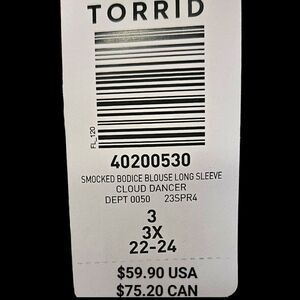 TORRID
FL_120
40200530
SMOCKED BODICE BLOUSE LONG SLEEVE
CLOUD DANCER
DEPT 0050 23SPR4
3
3X
22-24
$59.90 USA
$75.20 CAN